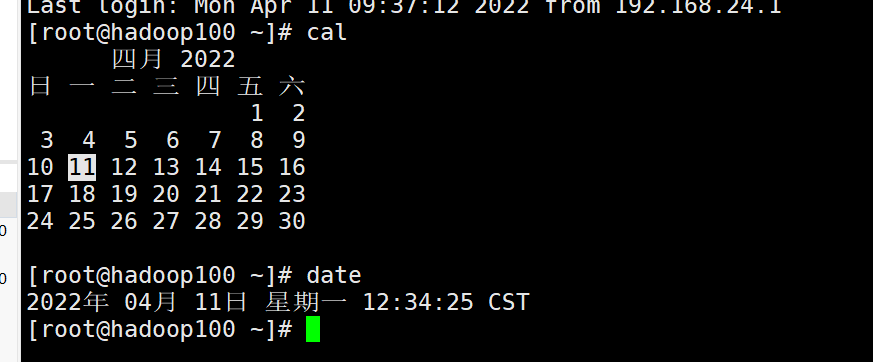 Last login: Mon Apr 11 09:37:12 2022 from 192.168.24.1
[root@hadoop100 ~]# cal
四月 2022
日 一 二 三 四 五 六
1 2
3 4 5 6 7 8 9
10 11 12 13 14 15 16
17 18 19 20 21 22 23
24 25 26 27 28 29 30
[root@hadoop100 ~]# date
2022年 04月 11日 星期一 12:34:25 CST
[root@hadoop100 ~]#
0
0